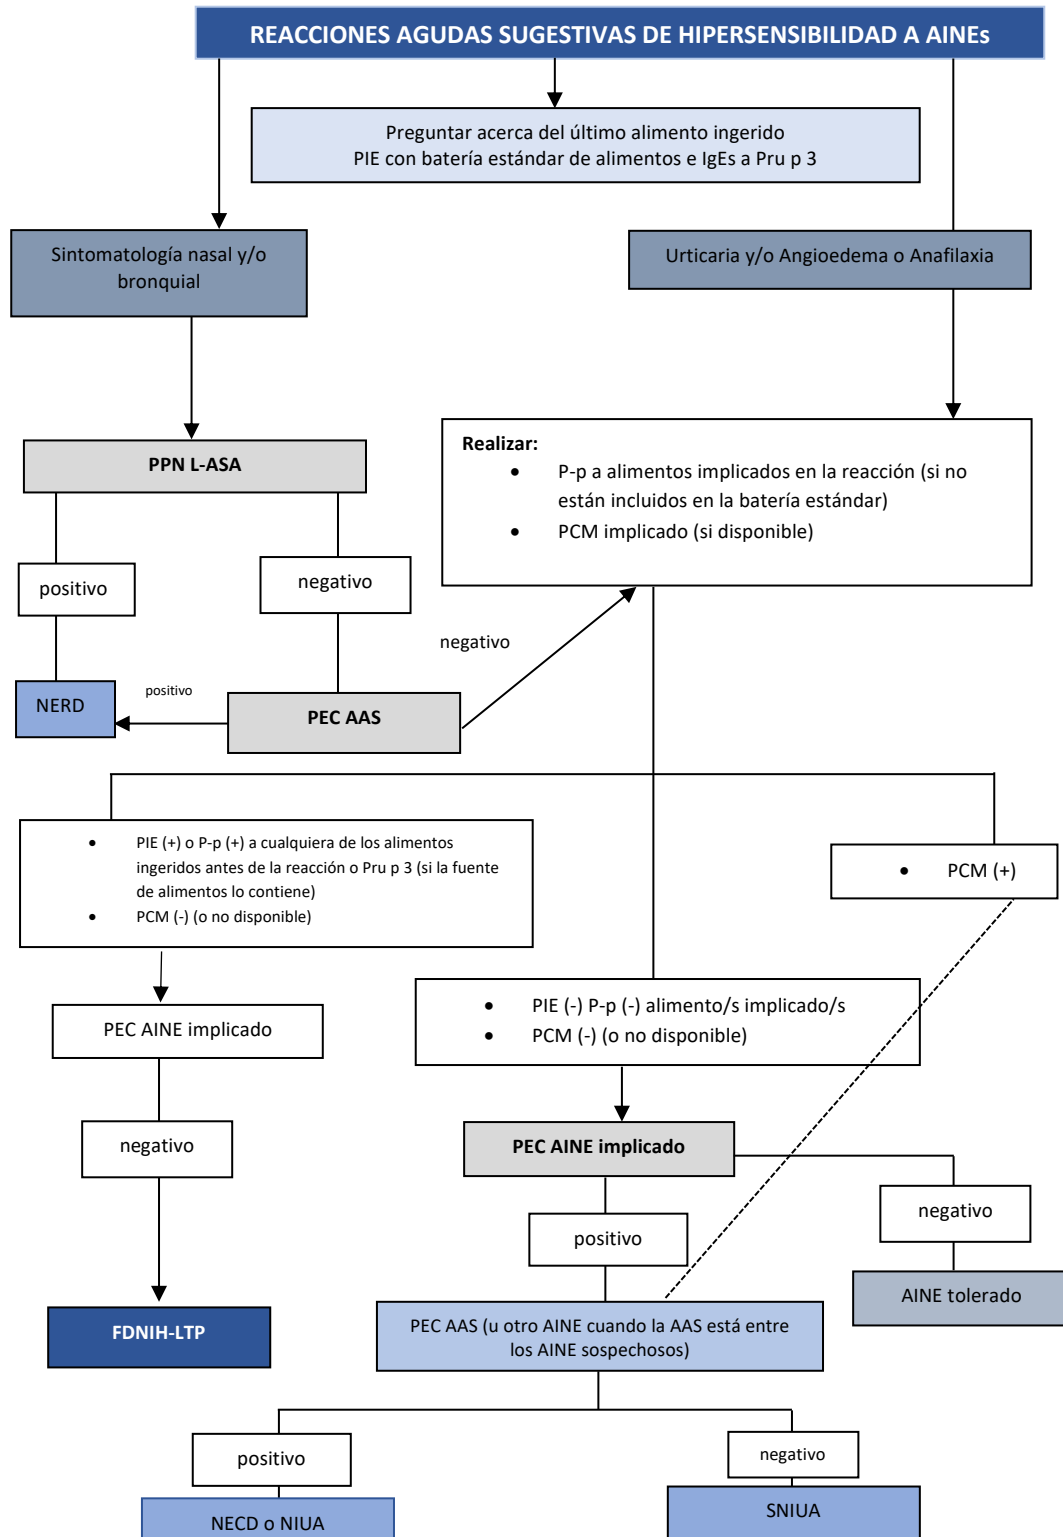 REACCIONES AGUDAS SUGESTIVAS DE HIPERSENSIBILIDAD A AINEs
Preguntar acerca del último alimento ingerido
PIE con batería estándar de alimentos e IgEs a Pru p 3
Sintomatología nasal y/o
bronquial
Urticaria y/o Angioedema o Anafilaxia
PPN L-ASA
Realizar:
• P-p a alimentos implicados en la reacción (si no
están incluidos en la batería estándar)
• PCM implicado (si disponible)
positivo
negativo
negativo
NERD
positivo
PEC AAS
• PIE (+) o P-p (+) a cualquiera de los alimentos
ingeridos antes de la reacción o Pru p 3 (si la fuente
de alimentos lo contiene)
• PCM (-) (o no disponible)
• PCM (+)
PEC AINE implicado
• PIE (-) P-p (-) alimento/s implicado/s
• PCM (-) (o no disponible)
negativo
PEC AINE implicado
positivo
negativo
FDNIH-LTP
PEC AAS (u otro AINE cuando la AAS está entre
los AINE sospechosos)
AINE tolerado
positivo
negativo
NECD o NIUA
SNIUA